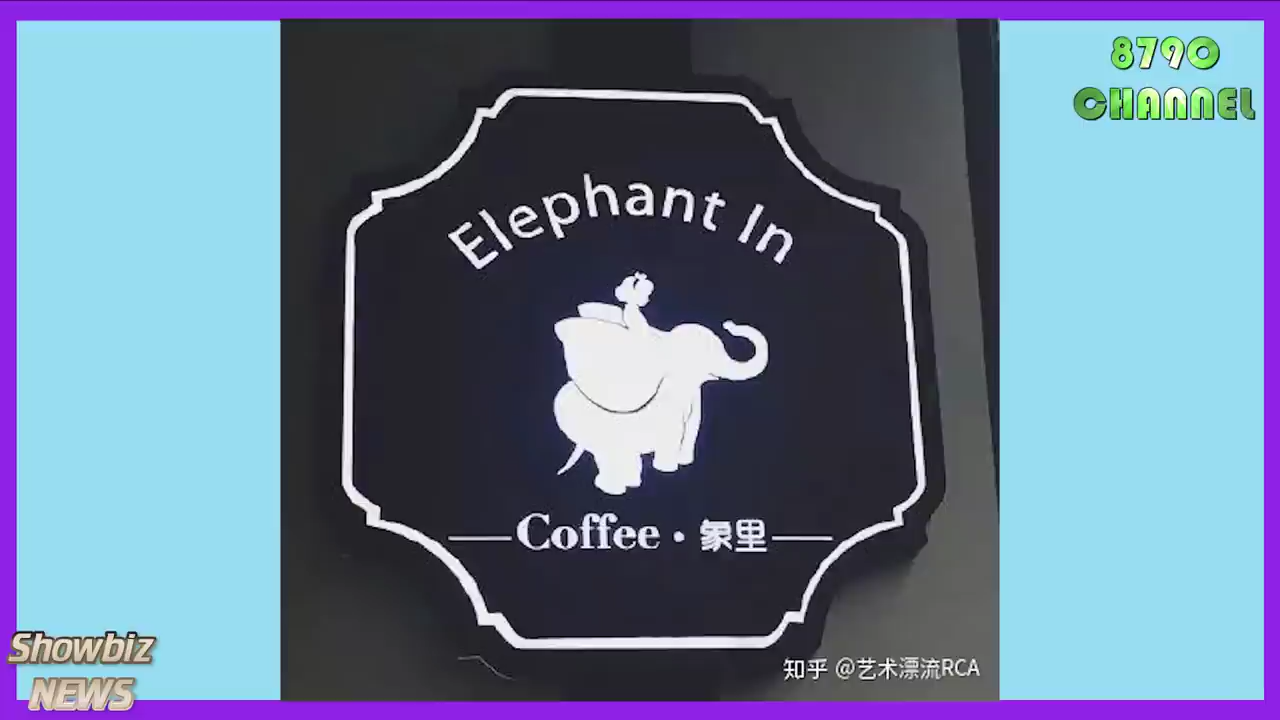 8790
CHANNEL
Elephant In
Coffee · 象里
知乎 @艺术漂流RCA
Showbiz
NEWS